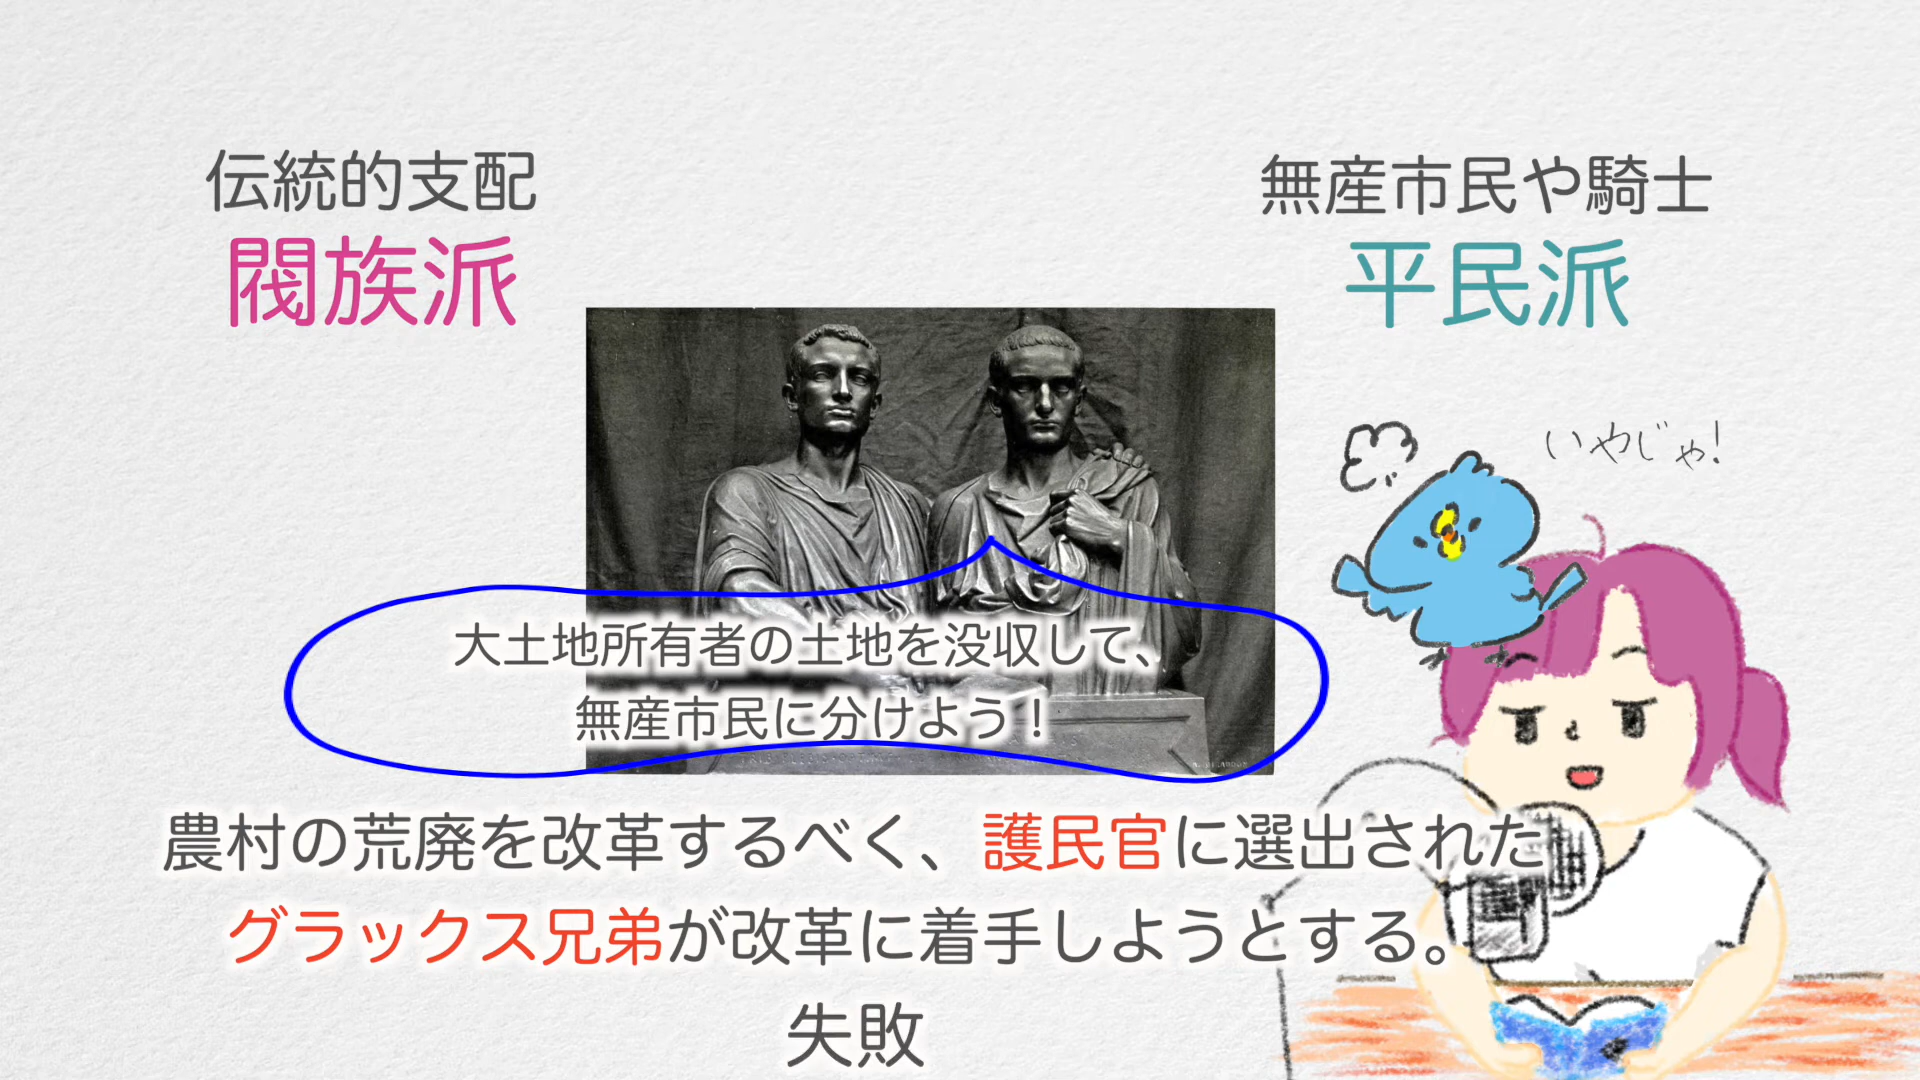 伝統的支配
閥族派
無産市民や騎士
平民派
いやじゃ!
大土地所有者の土地を没収して、
無産市民に分けよう!
農村の荒廃を改革するべく、護民官に選出された
グラックス兄弟が改革に着手しようとする。
失敗